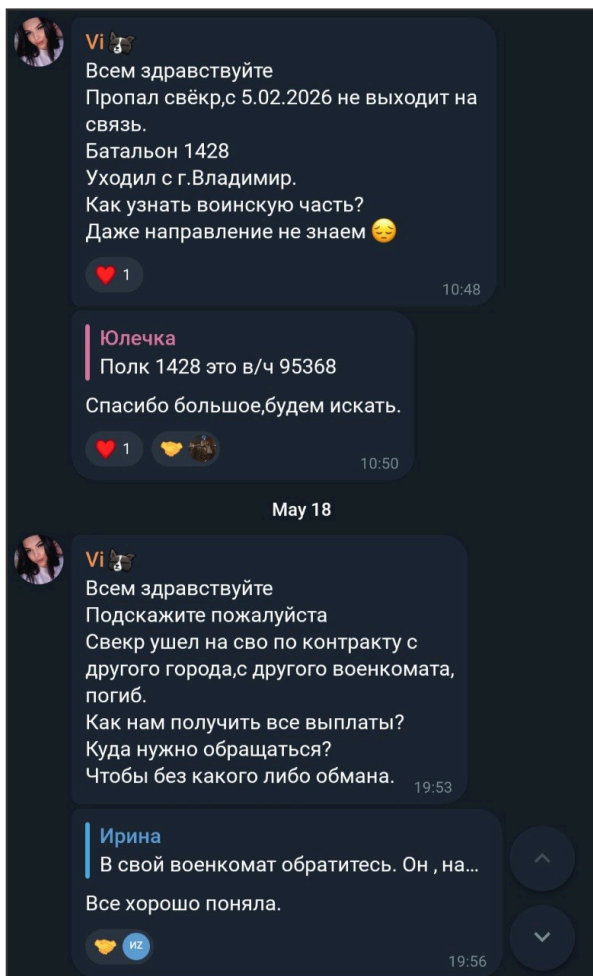 Vi
Всем здравствуйте
Пропал свёкр,с 5.02.2026 не выходит на
связь.
Батальон 1428
Уходил с г.Владимир.
Как узнать воинскую часть?
Даже направление не знаем 😔
❤️ 1
10:48
Юлечка
Полк 1428 это в/ч 95368
Спасибо большое,будем искать.
❤️ 1 🤝
10:50
May 18
Vi
Всем здравствуйте
Подскажите пожалуйста
Свекр ушел на сво по контракту с
другого города,с другого военкомата,
погиб.
Как нам получить все выплаты?
Куда нужно обращаться?
Чтобы без какого либо обмана.
19:53
Ирина
В свой военкомат обратитесь. Он , на...
Все хорошо поняла.
🤝 ИZ
19:56